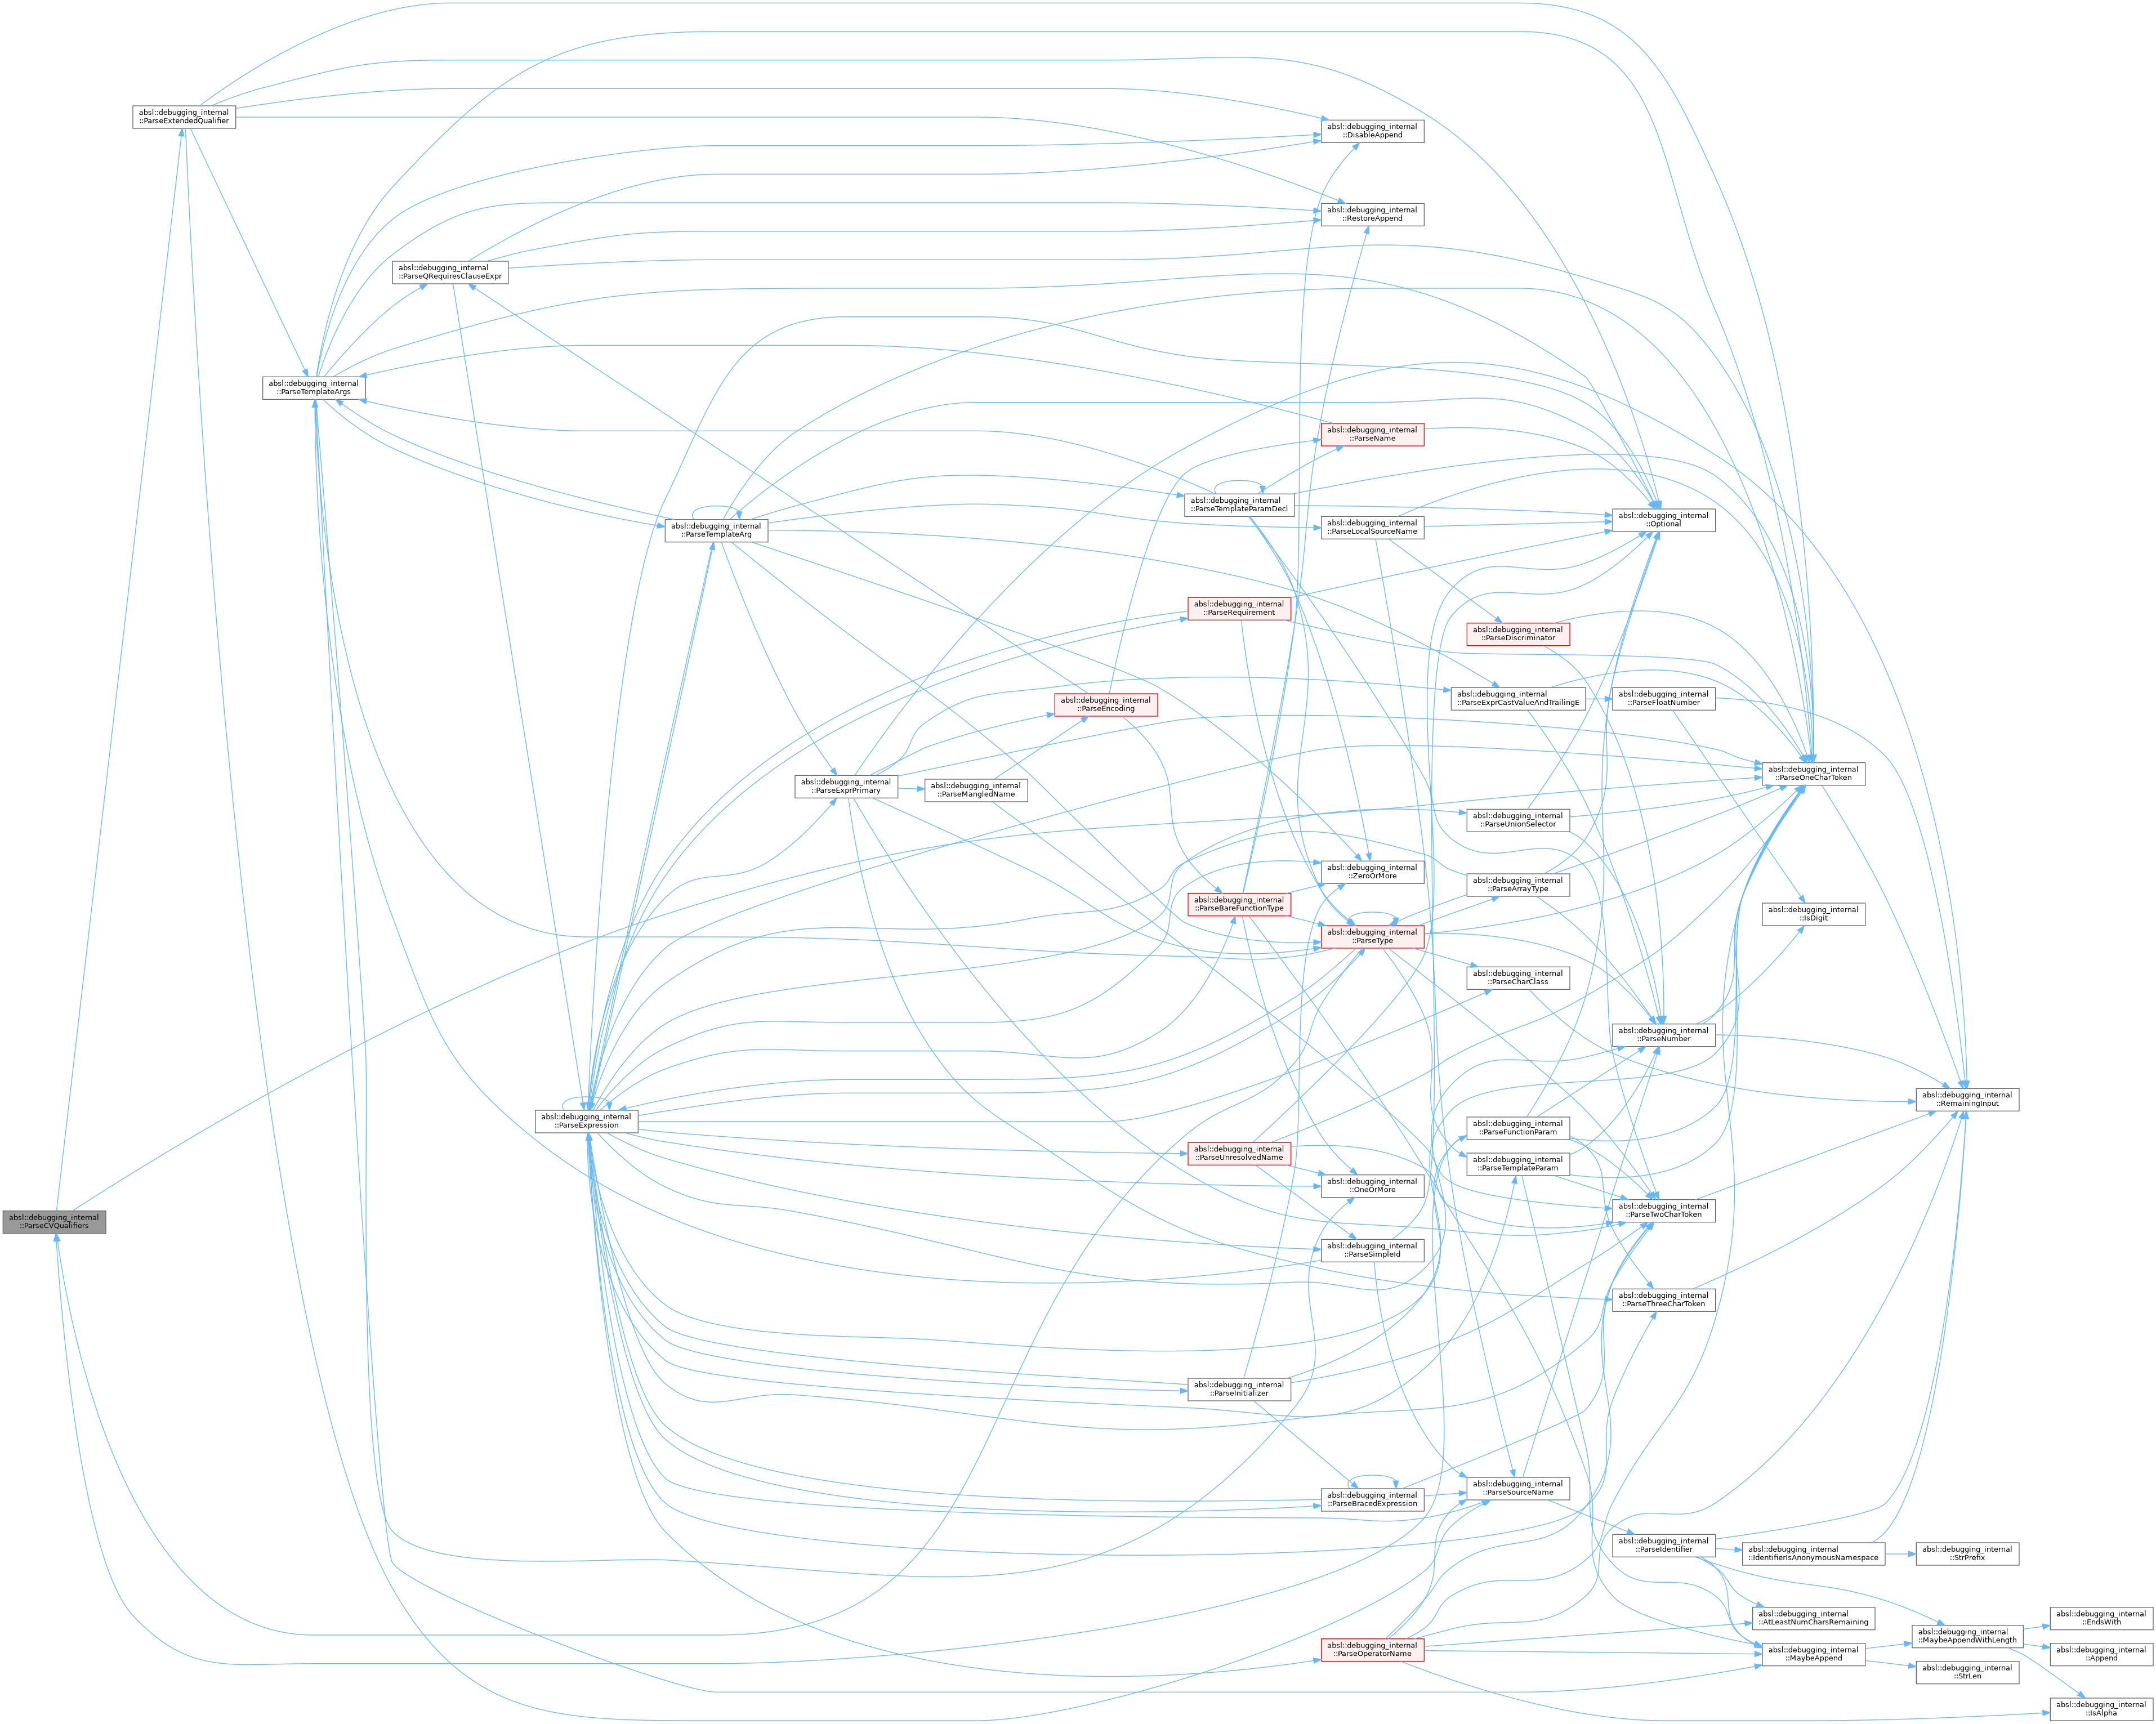 absl::debugging_internal
::ParseCVQualifiers
absl::debugging_internal
::ParseExtendedQualifier
absl::debugging_internal
::ParseTemplateArgs
absl::debugging_internal
::ParseQRequiresClauseExpr
absl::debugging_internal
::ParseExpression
absl::debugging_internal
::ParseTemplateArg
absl::debugging_internal
::ParseExprPrimary
absl::debugging_internal
::ParseMangledName
absl::debugging_internal
::ParseEncoding
absl::debugging_internal
::ParseTemplateParamDecl
absl::debugging_internal
::ParseRequirement
absl::debugging_internal
::ParseBareFunctionType
absl::debugging_internal
::ParseUnresolvedName
absl::debugging_internal
::ParseInitializer
absl::debugging_internal
::DisableAppend
absl::debugging_internal
::RestoreAppend
absl::debugging_internal
::ParseName
absl::debugging_internal
::ParseLocalSourceName
absl::debugging_internal
::ZeroOrMore
absl::debugging_internal
::ParseType
absl::debugging_internal
::OneOrMore
absl::debugging_internal
::ParseSimpleId
absl::debugging_internal
::ParseBracedExpression
absl::debugging_internal
::ParseOperatorName
absl::debugging_internal
::ParseDiscriminator
absl::debugging_internal
::ParseExprCastValueAndTrailingE
absl::debugging_internal
::ParseUnionSelector
absl::debugging_internal
::ParseArrayType
absl::debugging_internal
::ParseCharClass
absl::debugging_internal
::ParseFunctionParam
absl::debugging_internal
::ParseTemplateParam
absl::debugging_internal
::ParseSourceName
absl::debugging_internal
::Optional
absl::debugging_internal
::ParseFloatNumber
absl::debugging_internal
::ParseNumber
absl::debugging_internal
::ParseTwoCharToken
absl::debugging_internal
::ParseThreeCharToken
absl::debugging_internal
::ParseIdentifier
absl::debugging_internal
::ParseOneCharToken
absl::debugging_internal
::IsDigit
absl::debugging_internal
::IdentifierIsAnonymousNamespace
absl::debugging_internal
::AtLeastNumCharsRemaining
absl::debugging_internal
::MaybeAppend
absl::debugging_internal
::RemainingInput
absl::debugging_internal
::StrPrefix
absl::debugging_internal
::MaybeAppendWithLength
absl::debugging_internal
::StrLen
absl::debugging_internal
::EndsWith
absl::debugging_internal
::Append
absl::debugging_internal
::IsAlpha